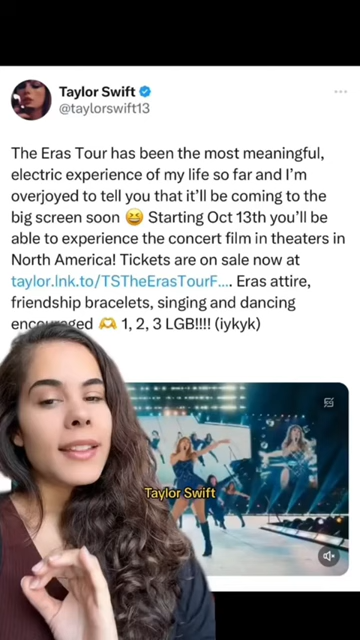 Taylor Swift
@taylorswift13
The Eras Tour has been the most meaningful,
electric experience of my life so far and I'm
overjoyed to tell you that it'll be coming to the
big screen soon 😆 Starting Oct 13th you'll be
able to experience the concert film in theaters in
North America! Tickets are on sale now at
taylor.lnk.to/TSTheErasTourF.... Eras attire,
friendship bracelets, singing and dancing
encouraged 🫶 1, 2, 3 LGB!!!! (iykyk)
Taylor Swift